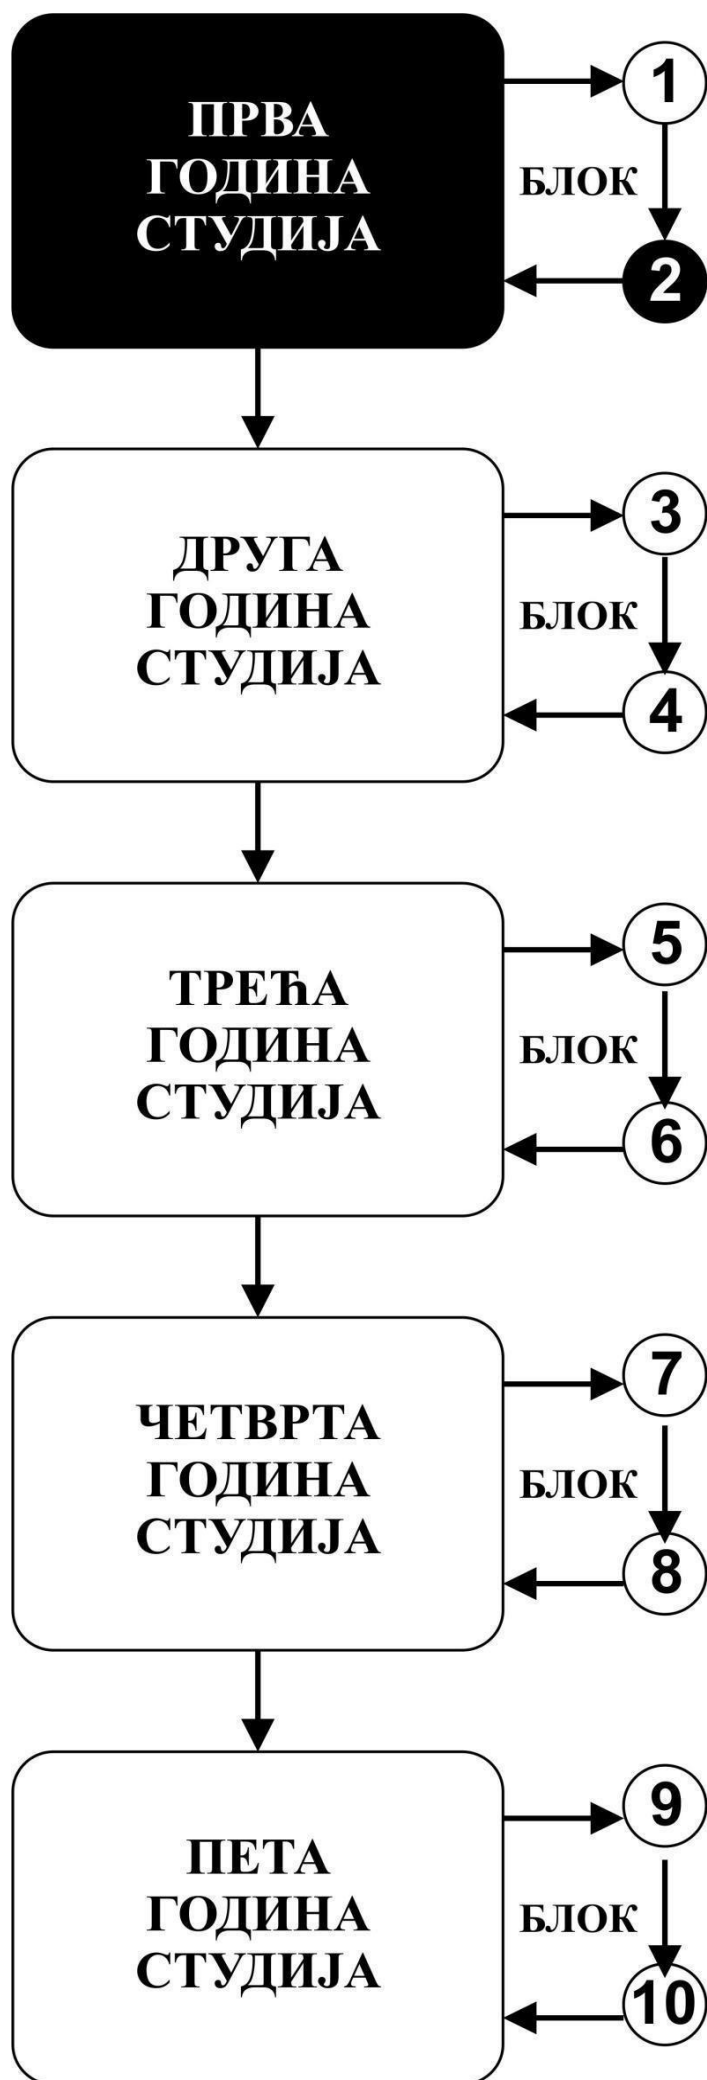 ПРВА
ГОДИНА
СТУДИЈА
1
БЛОК
2
ДРУГА
ГОДИНА
СТУДИЈА
3
БЛОК
4
ТРЕЋА
ГОДИНА
СТУДИЈА
5
БЛОК
6
ЧЕТВРТА
ГОДИНА
СТУДИЈА
7
БЛОК
8
ПЕТА
ГОДИНА
СТУДИЈА
9
БЛОК
10